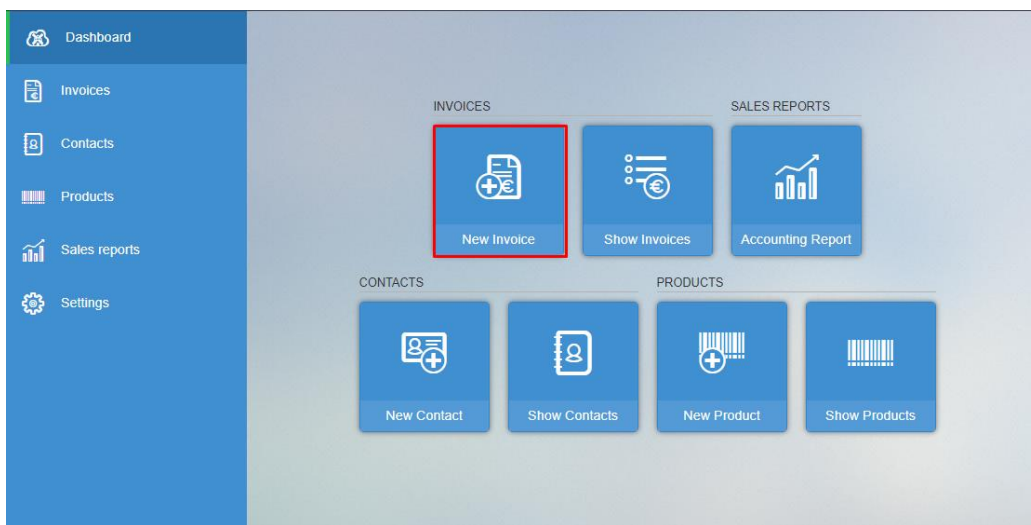 Dashboard
Invoices
Contacts
Products
Sales reports
Settings
INVOICES
SALES REPORTS
New Invoice
Show Invoices
Accounting Report
CONTACTS
PRODUCTS
New Contact
Show Contacts
New Product
Show Products